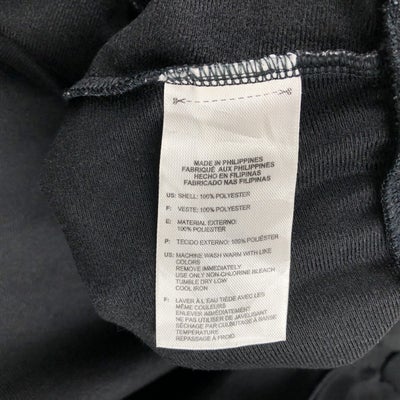 MADE IN PHILIPPINES
FABRIQUÉ AUX PHILIPPINES
HECHO EN FILIPINAS
FABRICADO NAS FILIPINAS
US: SHELL: 100% POLYESTER
F: VESTE: 100% POLYESTER
E: MATERIAL EXTERNO:
100% POLIESTER
P: TECIDO EXTERNO: 100% POLIÉSTER
US: MACHINE WASH WARM WITH LIKE
COLORS
REMOVE IMMEDIATELY
USE ONLY NON-CHLORINE BLEACH
TUMBLE DRY LOW
COOL IRON
F: LAVER À L'EAU TIÈDE AVEC LES
MÊME COULEURS
ENLEVER IMMÉDIATEMENT
NE PAS UTILISER DE JAVELISANT
SÉCHAGE PAR CULBUTAGE À BASSE
TEMPÉRATURE
REPASSAGE À FROID